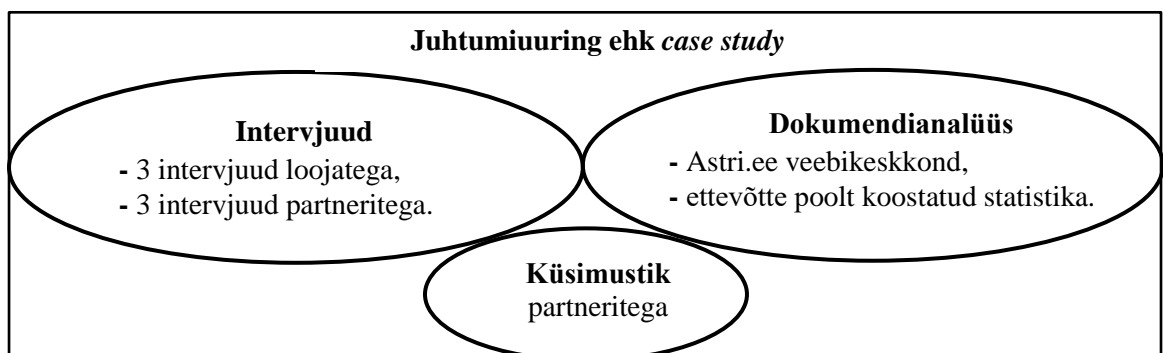 Juhtumiuuring ehk case study
Intervjuud
- 3 intervjuud loojatega,
- 3 intervjuud partneritega.
Dokumendianalüüs
- Astri.ee veebikeskkond,
- ettevõtte poolt koostatud statistika.
Küsimustik
partneritega